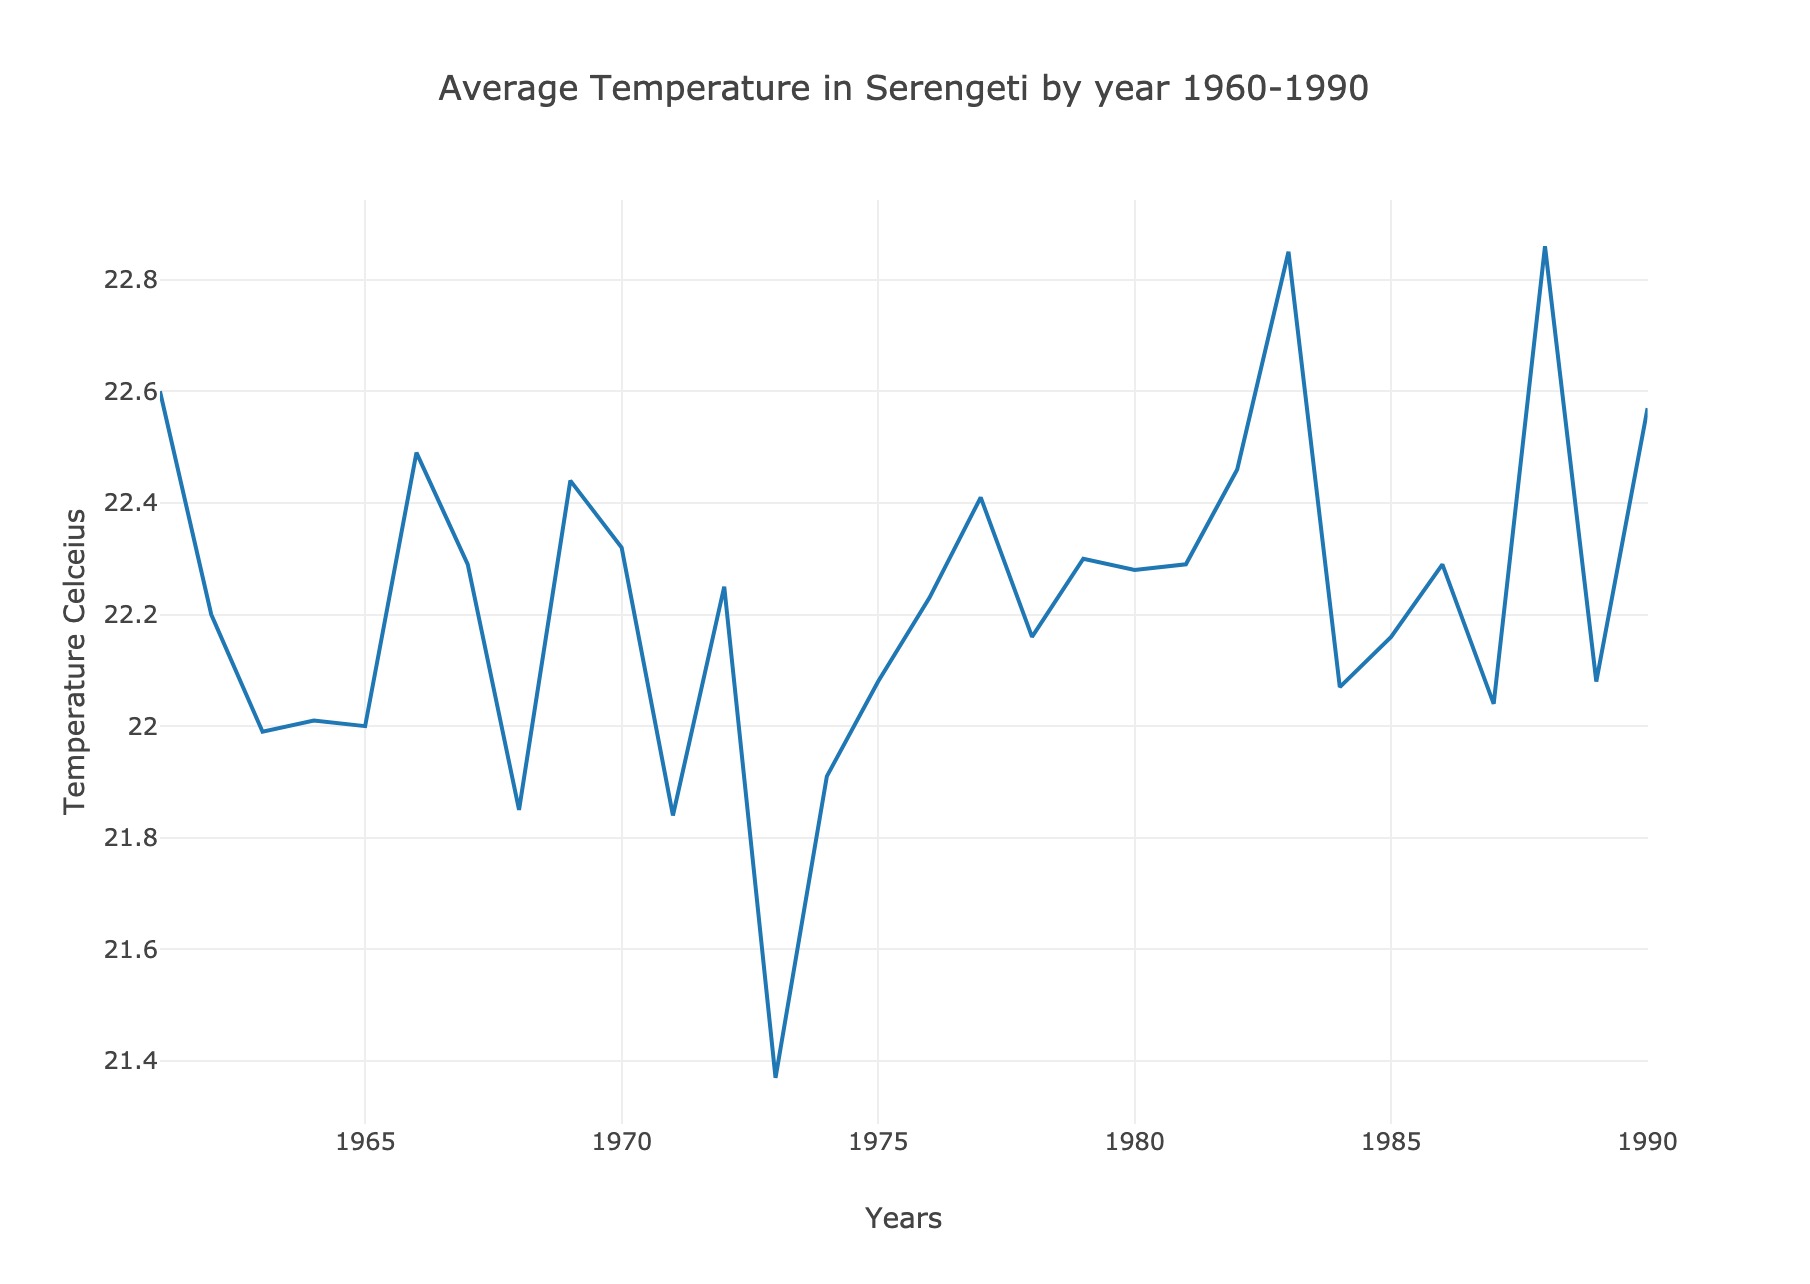 Average Temperature in Serengeti by year 1960-1990
22.8
22.6
22.4
22.2
22
21.8
21.6
21.4
Temperature Celceius
1965 1970 1975 1980 1985 1990
Years